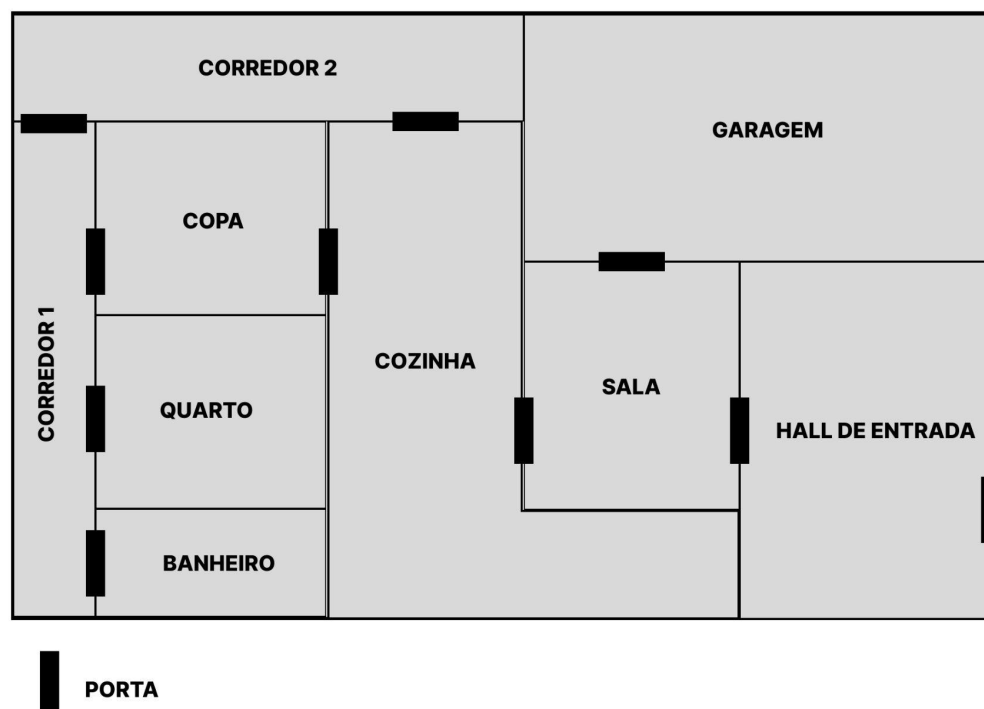 CORREDOR 2
GARAGEM
COPA
CORREDOR 1
COZINHA
SALA
QUARTO
HALL DE ENTRADA
BANHEIRO
PORTA